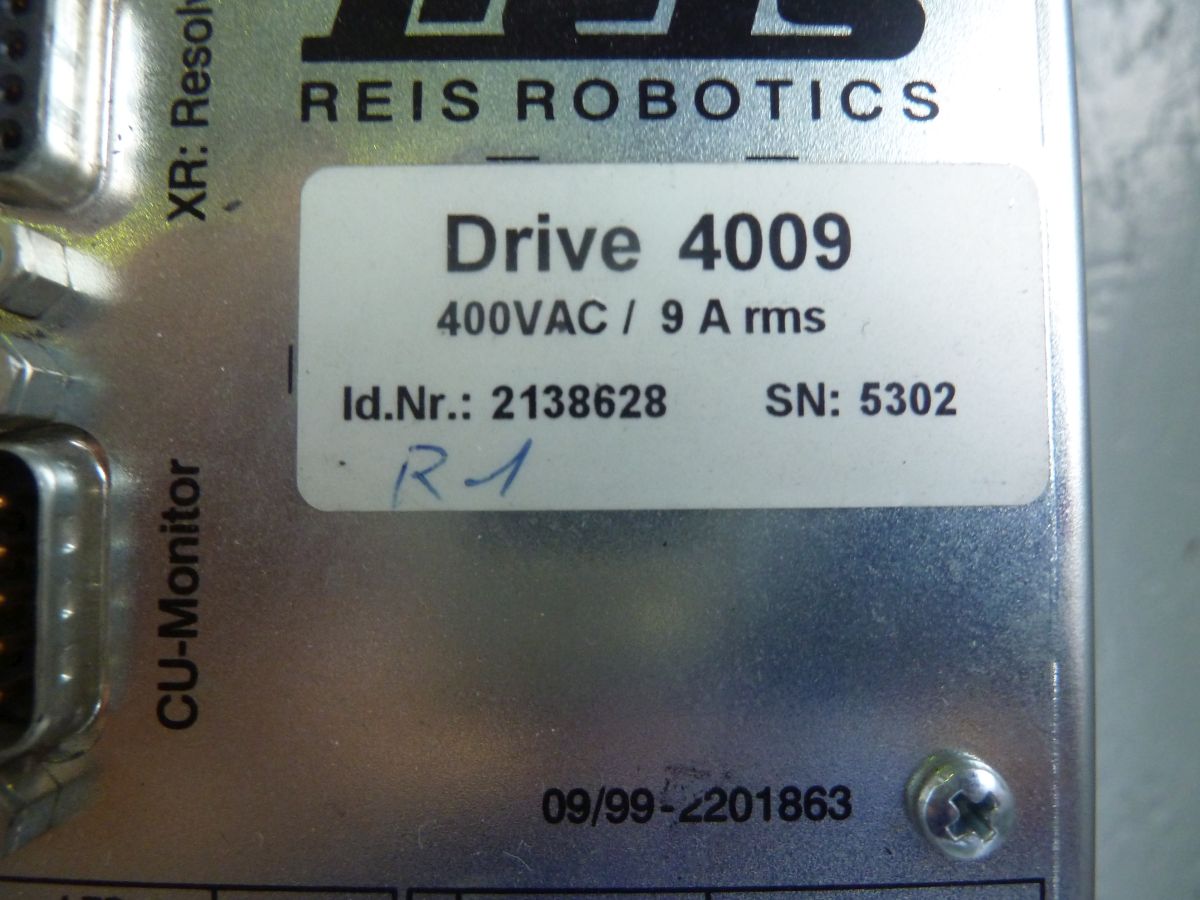 REIS ROBOTICS
XR: Resolv
Drive 4009
400VAC / 9 A rms
Id.Nr.: 2138628 SN: 5302
R1
CU-Monitor
09/99-2201863